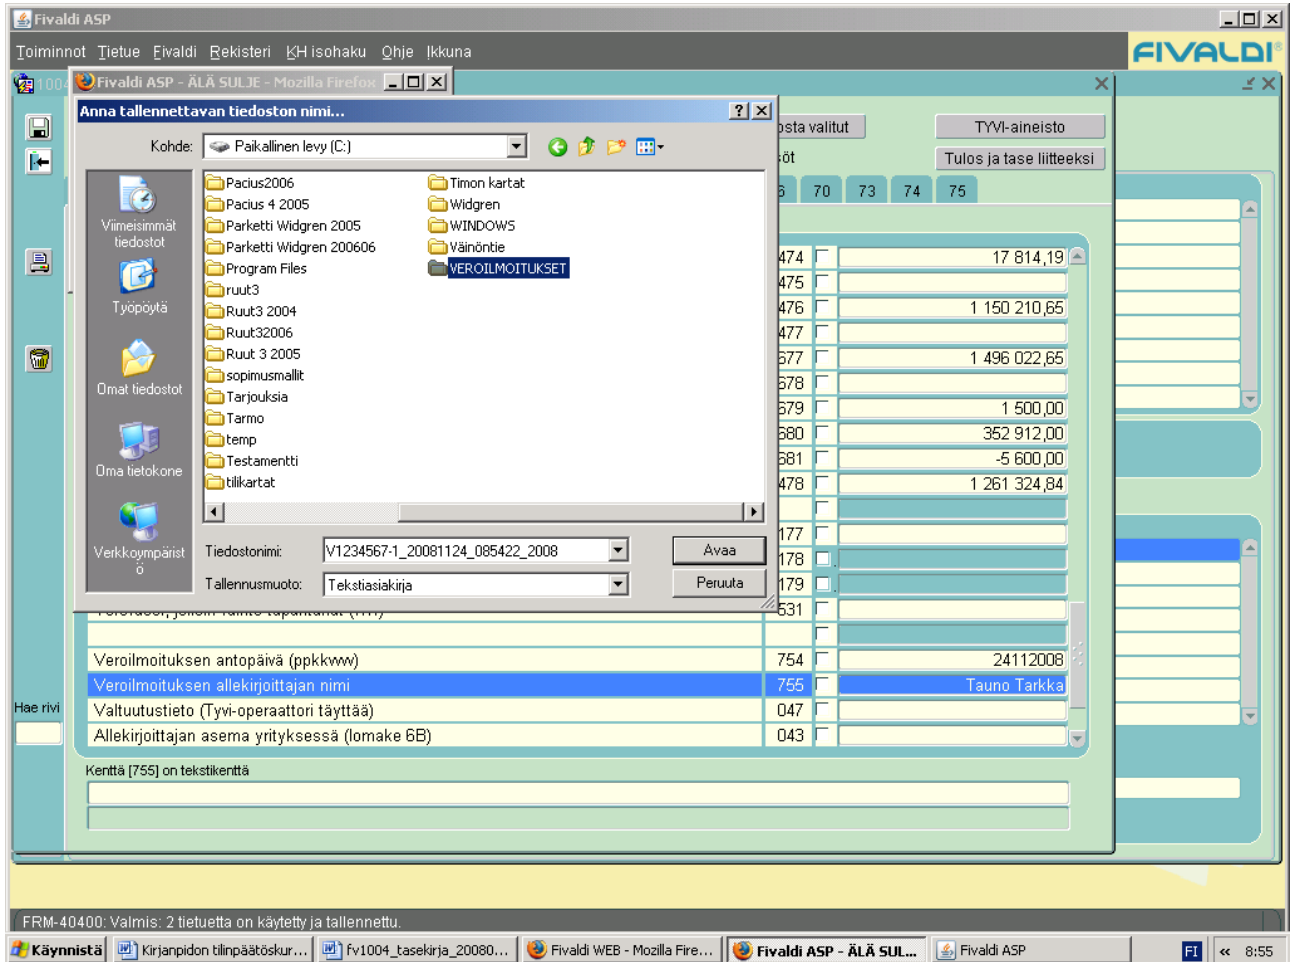 Fivaldi ASP
Toiminnot Tietue Fivaldi Rekisteri KH isohaku Ohje Ikkuna
FIVALDI®
1004
Fivaldi ASP - ÄLÄ SULJE - Mozilla Firefox
Anna tallennettavan tiedoston nimi...
Kohde: Paikallinen levy (C:)
osta valitut
TYVI-aineisto
Tulos ja tase liitteeksi
70 73 74 75
Viimeisimmät tiedostot
Työpöytä
Omat tiedostot
Oma tietokone
Verkkoympärist
ö
Pacius2006
Pacius 4 2005
Parketti Widgren 2005
Parketti Widgren 200606
Program Files
ruut3
Ruut3 2004
Ruut32006
Ruut 3 2005
sopimusmallit
Tarjouksia
Tarmo
temp
Testamentti
tilikartat
Timon kartat
Widgren
WINDOWS
Väinöntie
VEROILMOITUKSET
Tiedostonimi: V1234567-1_20081124_085422_2008 Avaa
Tallennusmuoto: Tekstiasiakirja Peruuta
474 17 814,19
475
476 1 150 210,65
477
677 1 496 022,65
678
679 1 500,00
680 352 912,00
681 -5 600,00
478 1 261 324,84
177
178
179
531
Veroilmoituksen antopäivä (ppkkvvvv) 754 24112008
Veroilmoituksen allekirjoittajan nimi 755 Tauno Tarkka
Valtuutustieto (Tyvi-operaattori täyttää) 047
Allekirjoittajan asema yrityksessä (lomake 6B) 043
Hae rivi
Kenttä [755] on tekstikenttä
FRM-40400: Valmis: 2 tietuetta on käytetty ja tallennettu.
Käynnistä Kirjanpidon tilinpäätöskur... fv1004_tasekirja_20080... Fivaldi WEB - Mozilla Fire... Fivaldi ASP - ÄLÄ SUL... Fivaldi ASP FI « 8:55